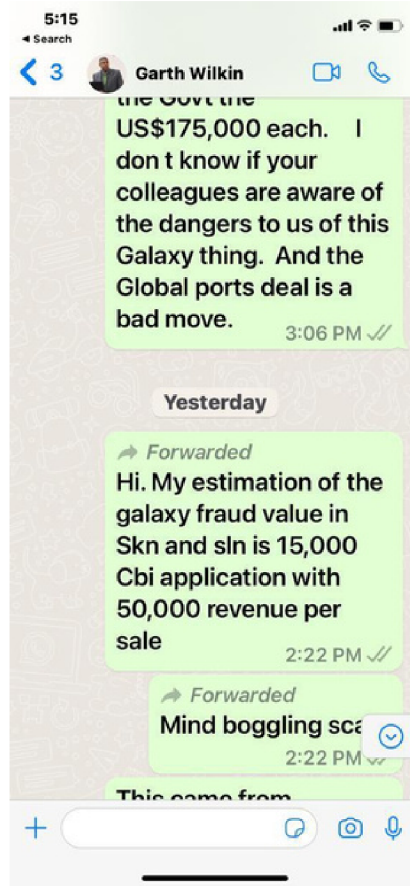 5:15
Search
3
Garth Wilkin
the Govt the
US$175,000 each. I
don t know if your
colleagues are aware of
the dangers to us of this
Galaxy thing. And the
Global ports deal is a
bad move.
3:06 PM
Yesterday
Forwarded
Hi. My estimation of the
galaxy fraud value in
Skn and sln is 15,000
Cbi application with
50,000 revenue per
sale
2:22 PM
Forwarded
Mind boggling
2:22 PM
This came from